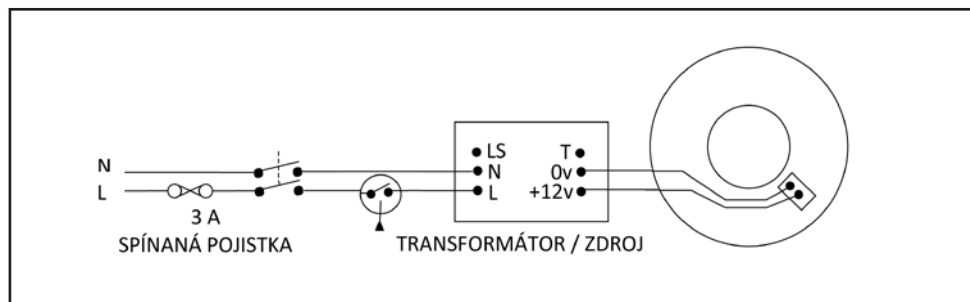 LS
T
N
N
0v
L
L
+12v
3 A
SPÍNANÁ POJISTKA
TRANSFORMÁTOR / ZDROJ